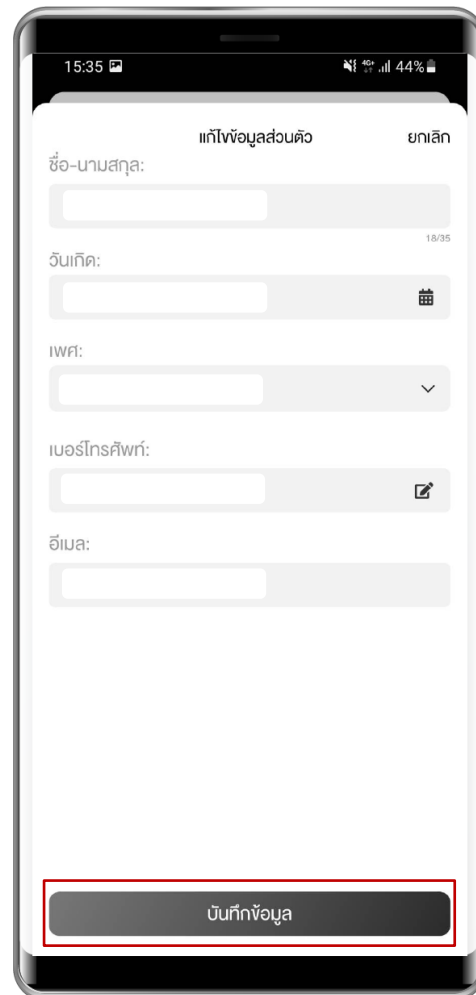 15:35 4G+ 44%
แก้ไขข้อมูลส่วนตัว ยกเลิก
ชื่อ-นามสกุล:
18/35
วันเกิด:
เพศ:
เบอร์โทรศัพท์:
อีเมล:
บันทึกข้อมูล